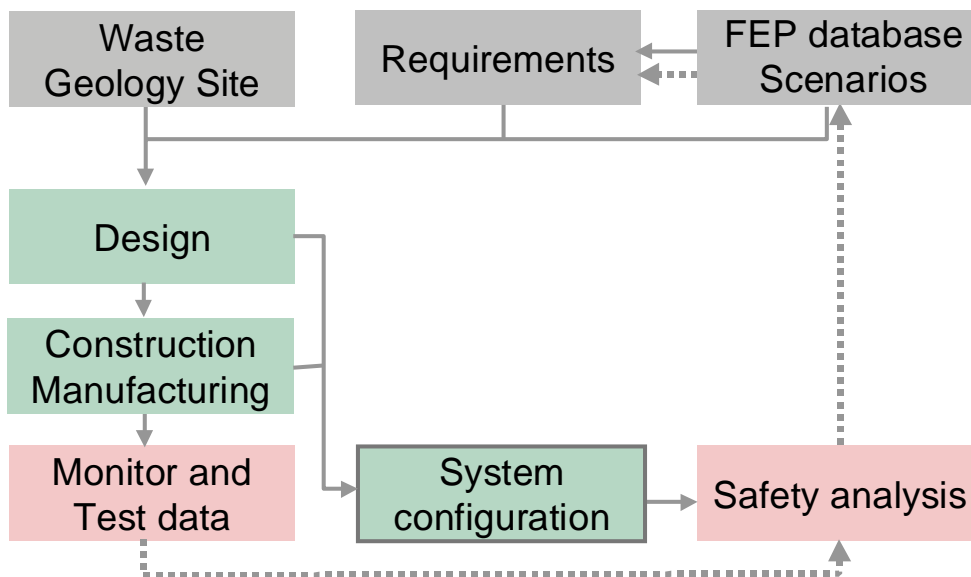 Waste
Geology Site
Requirements
FEP database
Scenarios
Design
Construction
Manufacturing
Monitor and
Test data
System
configuration
Safety analysis